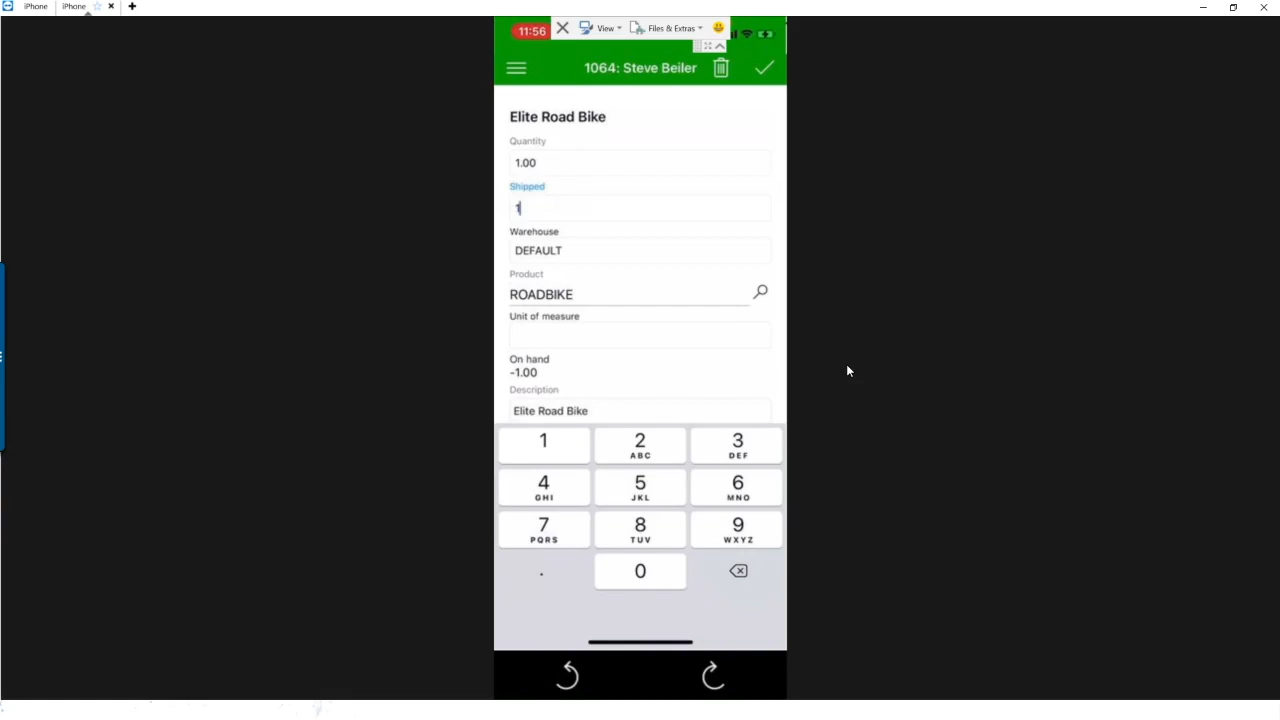 iPhone
iPhone
11:56
View
Files & Extras
1064: Steve Beiler
Elite Road Bike
Quantity
1.00
Shipped
1
Warehouse
DEFAULT
Product
ROADBIKE
Unit of measure
On hand
-1.00
Description
Elite Road Bike
1
2
ABC
3
DEF
4
GHI
5
JKL
6
MNO
7
PQRS
8
TUV
9
WXYZ
.
0